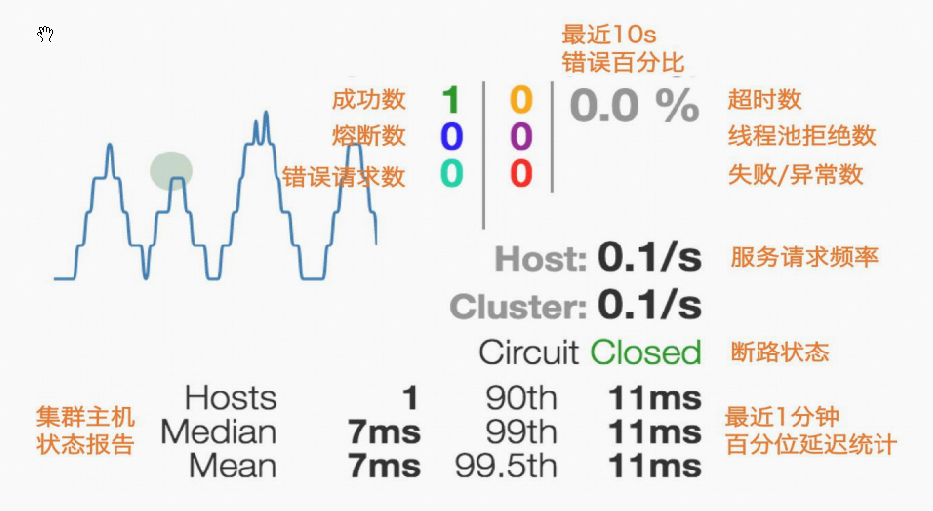 最近10s
错误百分比
成功数 1 0 0.0 % 超时数
熔断数 0 0 线程池拒绝数
错误请求数 0 0 失败/异常数
Host: 0.1/s 服务请求频率
Cluster: 0.1/s
Circuit Closed 断路状态
集群主机
状态报告
Hosts 1 90th 11ms
Median 7ms 99th 11ms
Mean 7ms 99.5th 11ms
最近1分钟
百分位延迟统计